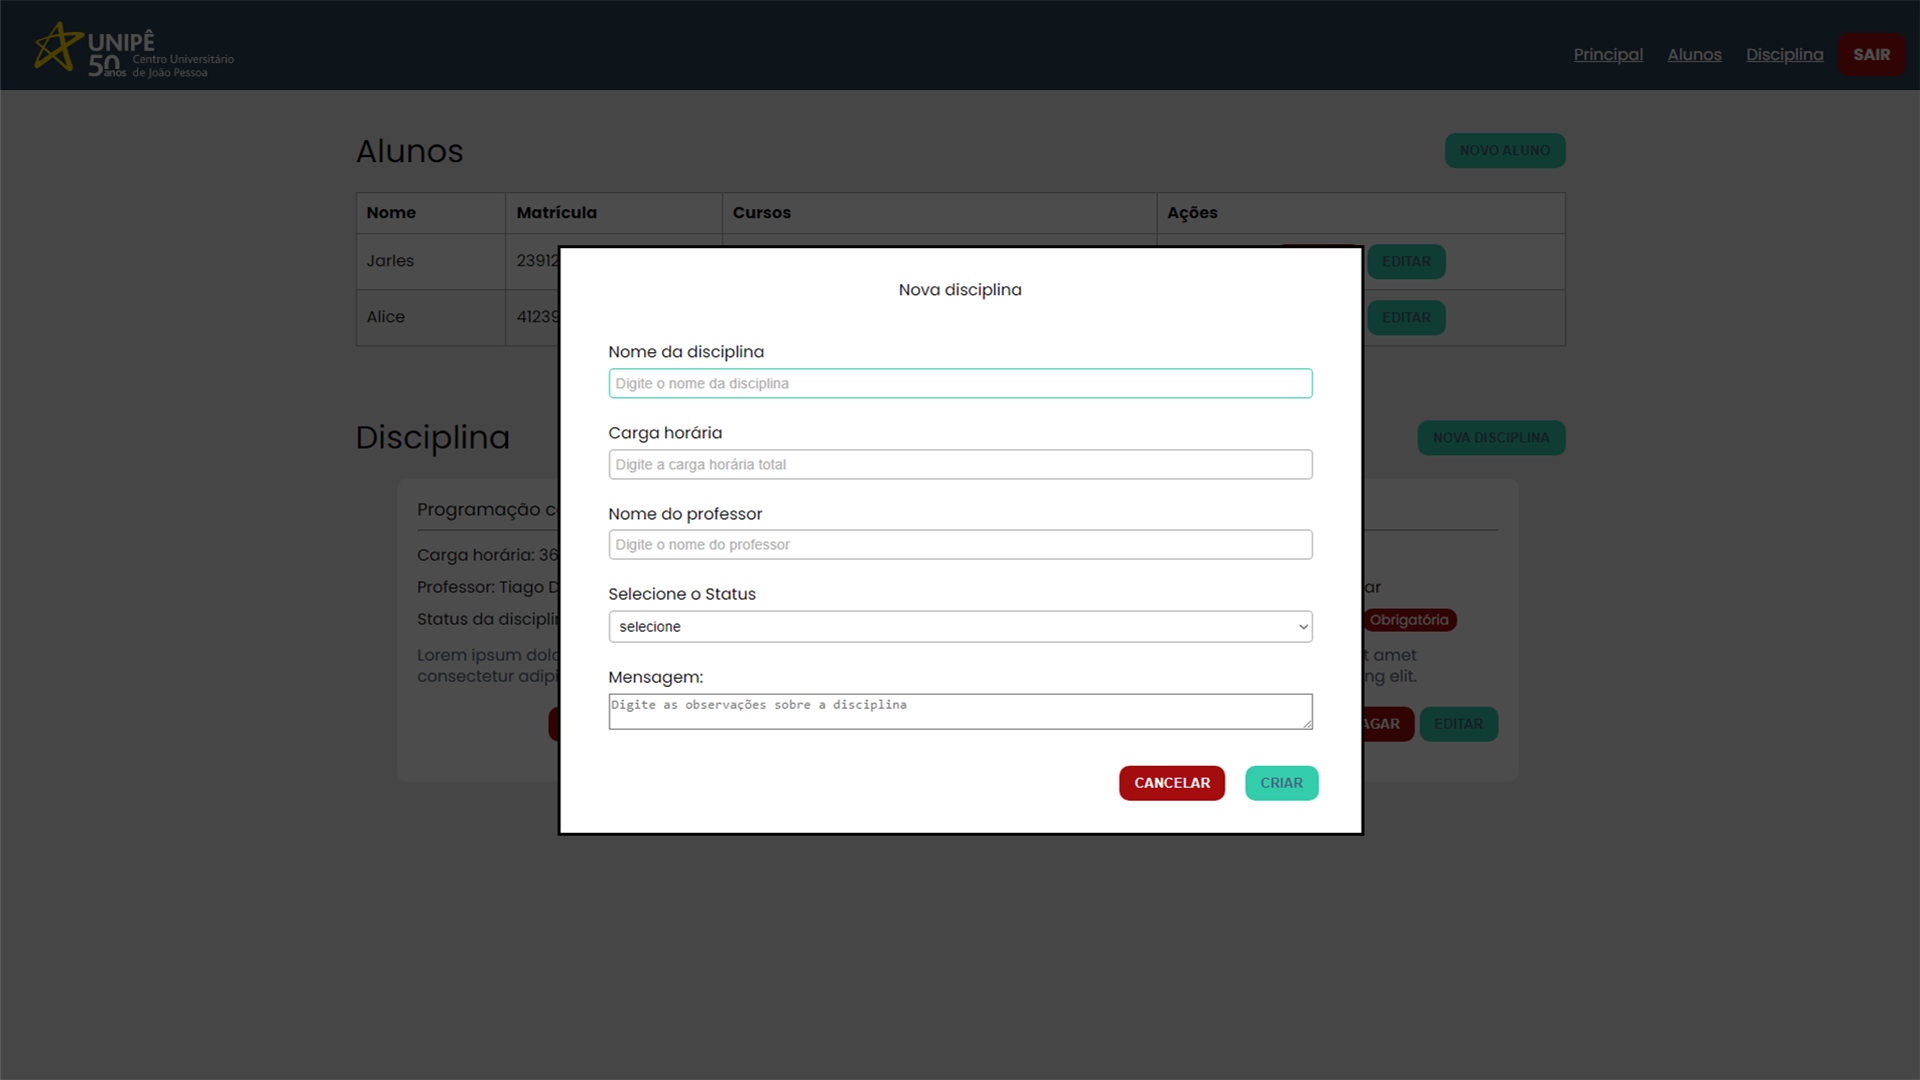 UNIPÊ
50 anos
Centro Universitário
de João Pessoa
Principal
Alunos
Disciplina
SAIR
Alunos
NOVO ALUNO
Nome
Matrícula
Cursos
Ações
Jarles
23912
EDITAR
Alice
41239
EDITAR
Nova disciplina
Nome da disciplina
Digite o nome da disciplina
Carga horária
Digite a carga horária total
Nome do professor
Digite o nome do professor
Selecione o Status
selecione
Mensagem:
Digite as observações sobre a disciplina
CANCELAR
CRIAR
Disciplina
NOVA DISCIPLINA
Programação c
Carga horária: 36
Professor: Tiago D
ar
Status da discipli
Obrigatória
Lorem ipsum dolo
t amet
consectetur adipi
ng elit.
AGAR
EDITAR